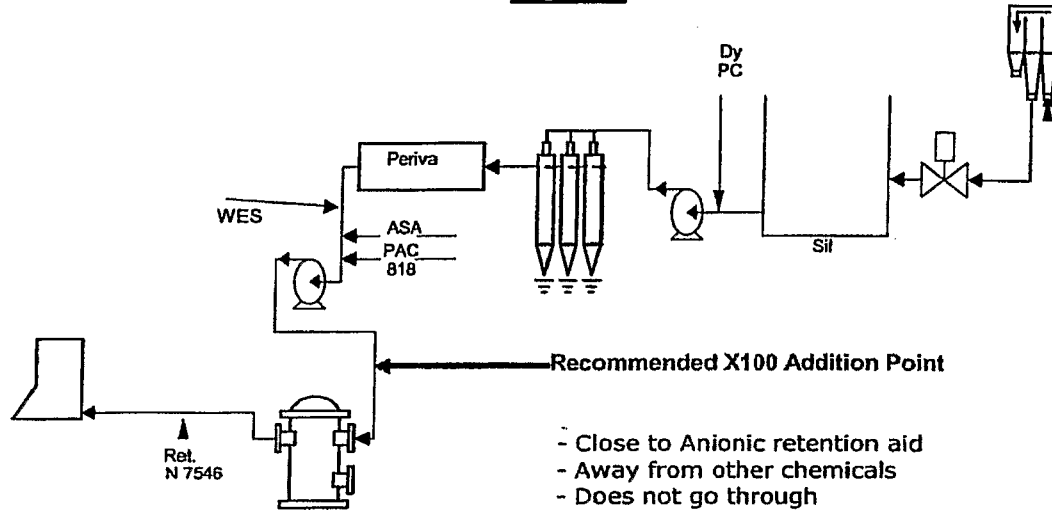 Dy
PC
Periva
WES
ASA
PAC
818
Recommended X100 Addition Point
Ret.
N 7546
- Close to Anionic retention aid
- Away from other chemicals
- Does not go through